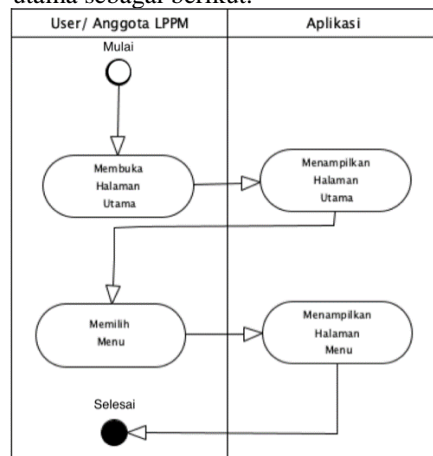 utama sebagai berikut:
User/ Anggota LPPM
Aplikasi
Mulai
Membuka
Halaman
Utama
Menampilkan
Halaman
Utama
Memilih
Menu
Menampilkan
Halaman
Menu
Selesai